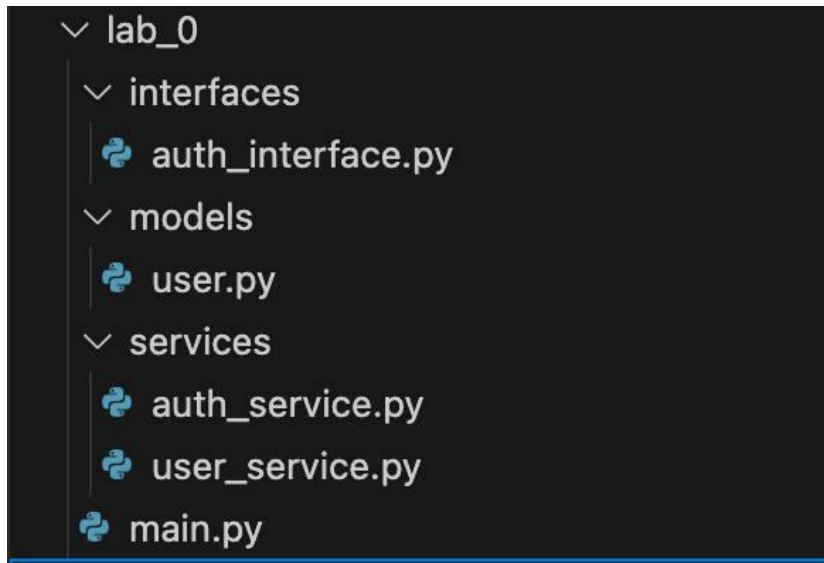 lab_0
interfaces
auth_interface.py
models
user.py
services
auth_service.py
user_service.py
main.py